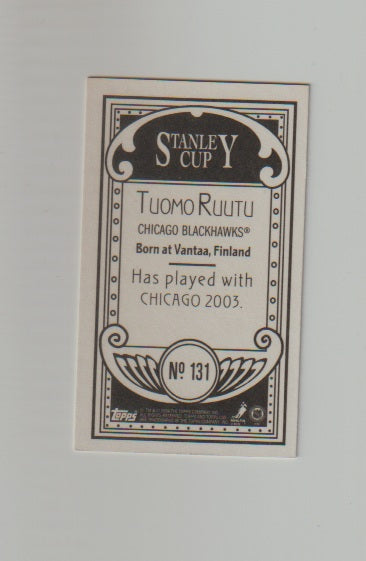 STANLEY
CUP
TUOMO RUUTU
CHICAGO BLACKHAWKS®
Born at Vantaa, Finland
Has played with
CHICAGO 2003.
Nº 131
topps